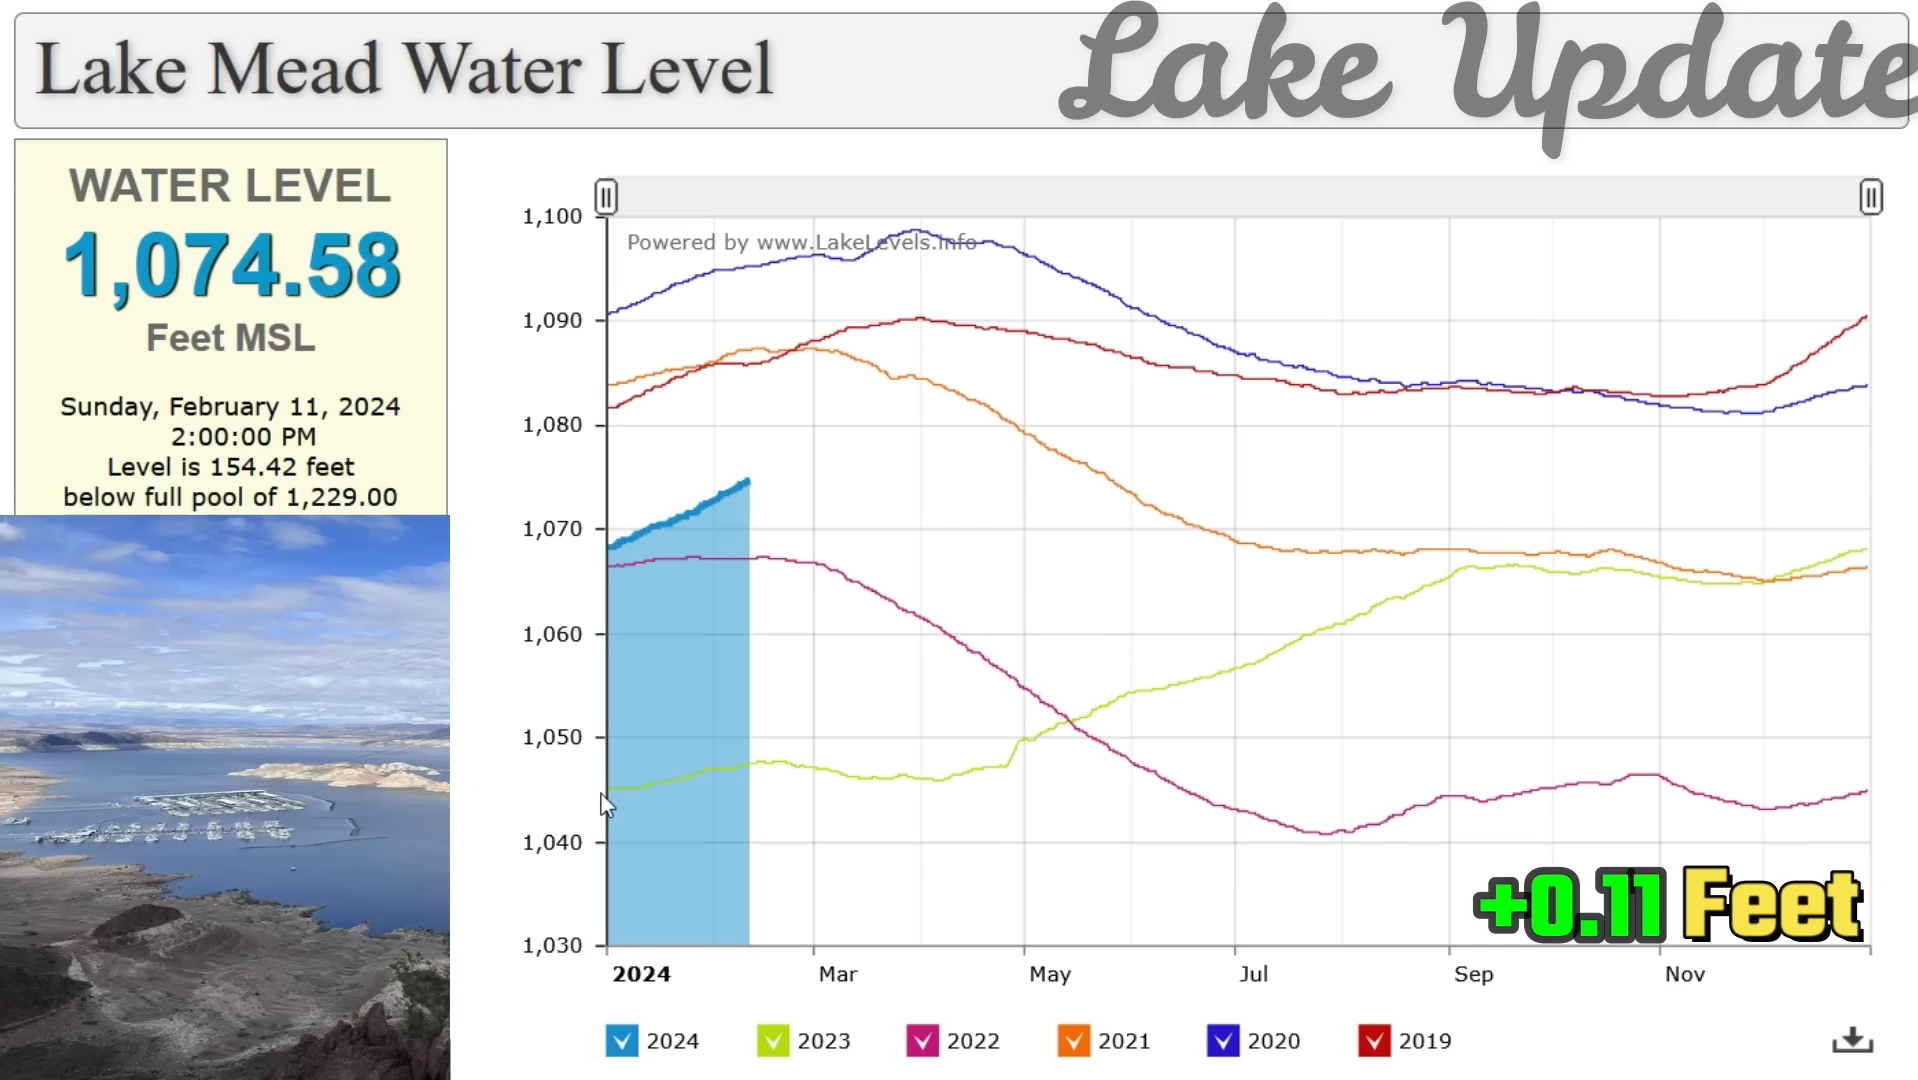 Lake Mead Water Level
Lake Update
WATER LEVEL
1,074.58
Feet MSL
Sunday, February 11, 2024
2:00:00 PM
Level is 154.42 feet
below full pool of 1,229.00
Powered by www.LakeLevels.info
1,100
1,090
1,080
1,070
1,060
1,050
1,040
1,030
2024 Mar May Jul Sep Nov
+0.11 Feet
2024 2023 2022 2021 2020 2019